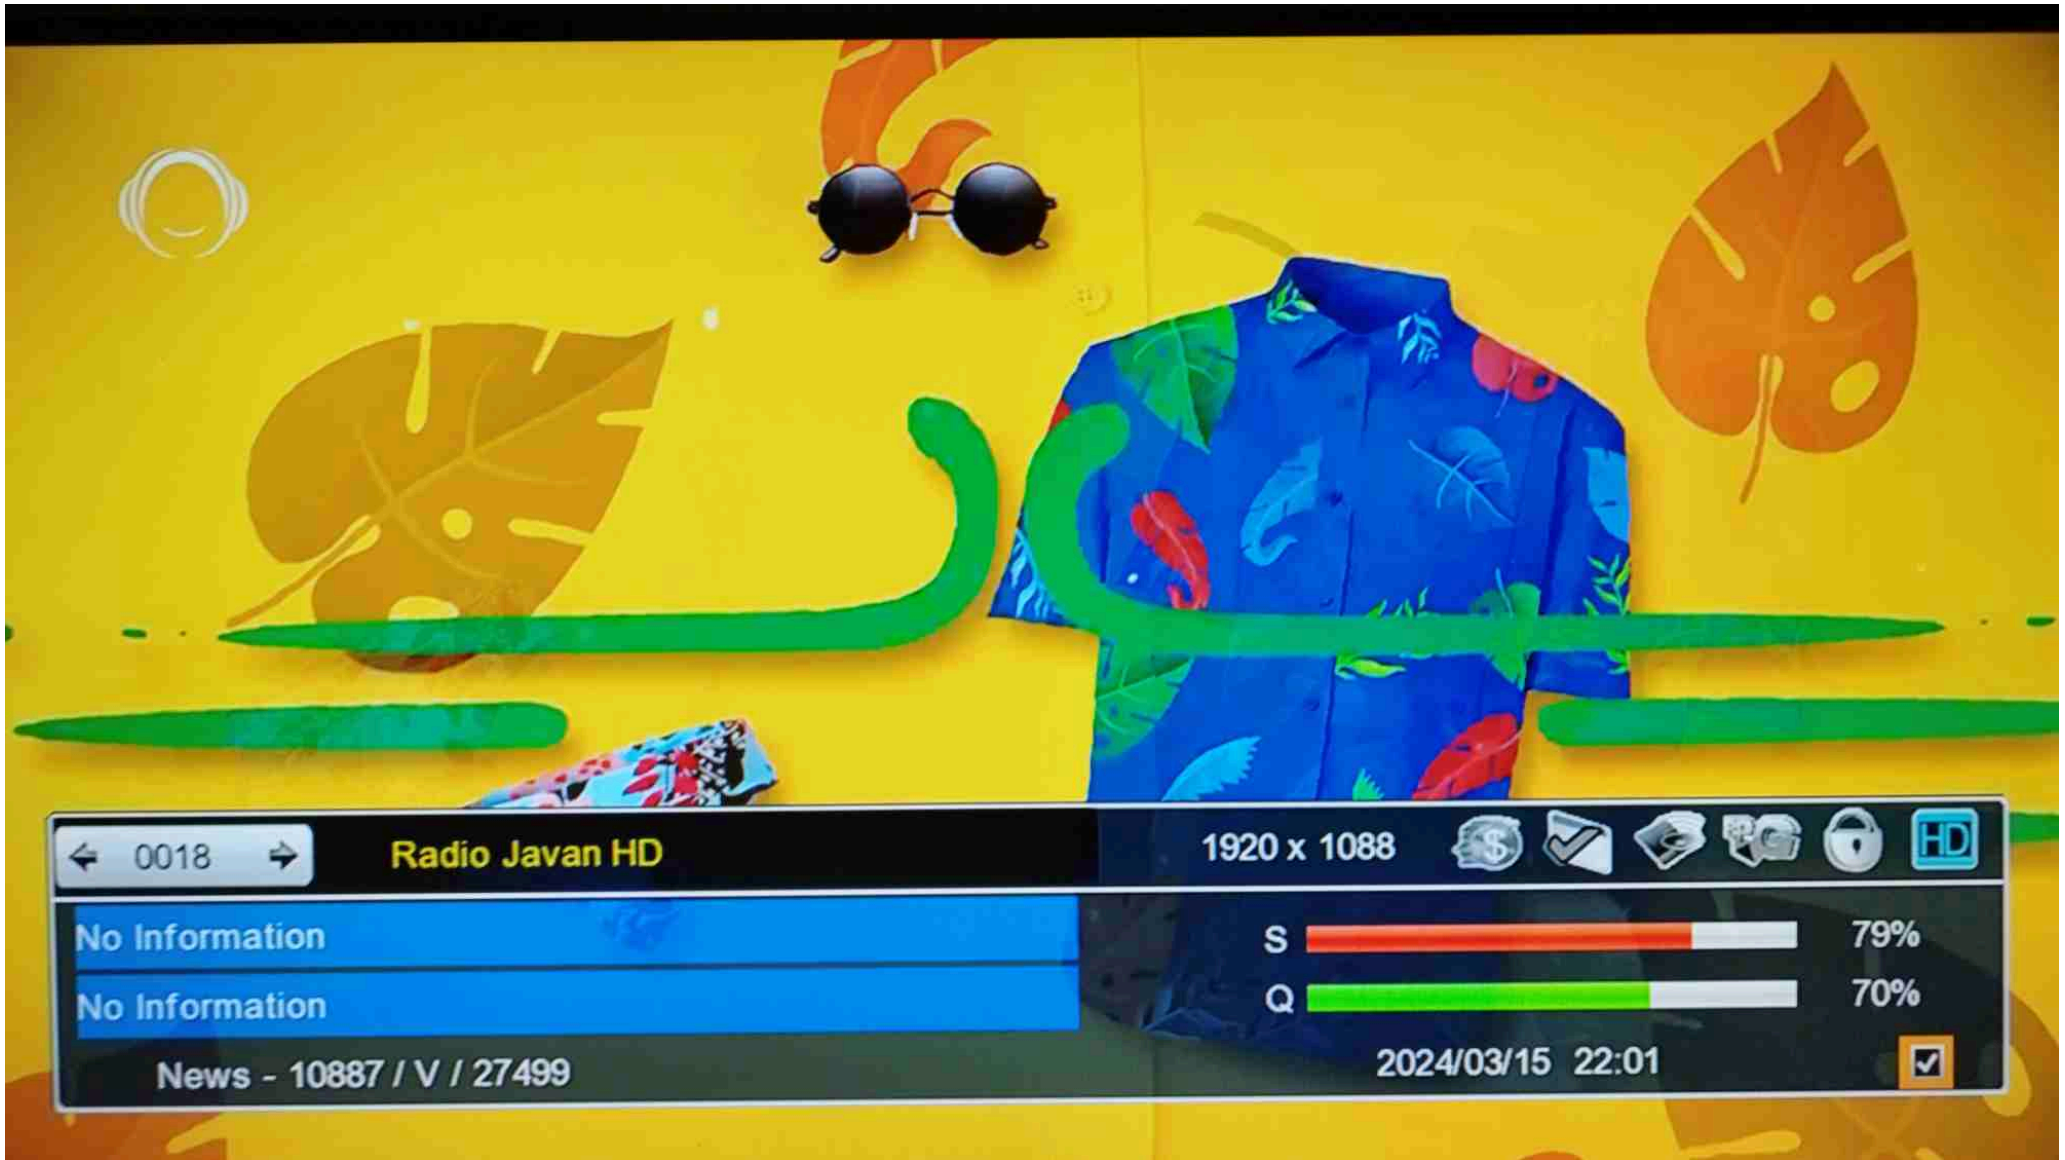 0018
Radio Javan HD
1920 x 1088
HD
No Information
No Information
S 79%
Q 70%
News - 10887 / V / 27499
2024/03/15 22:01